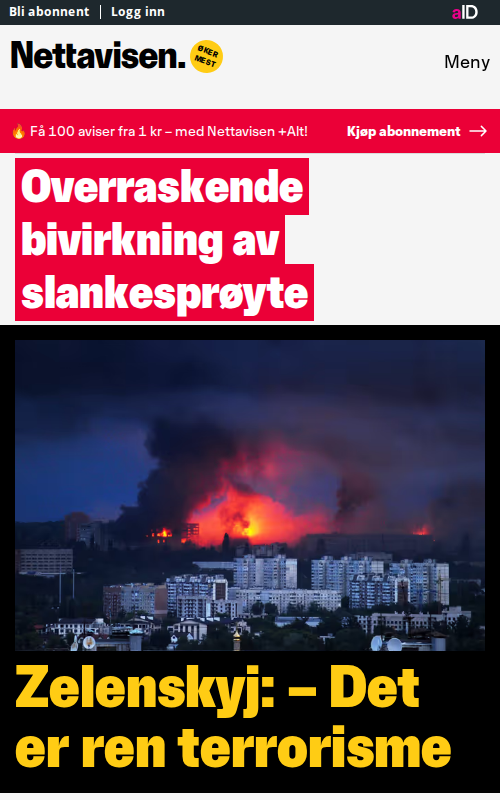 Bli abonnent | Logg inn
aID
Nettavisen.
ØKER
MEST
Meny
🔥 Få 100 aviser fra 1 kr – med Nettavisen +Alt!
Kjøp abonnement →
Overraskende
bivirkning av
slankesprøyte
Zelenskyj: – Det
er ren terrorisme